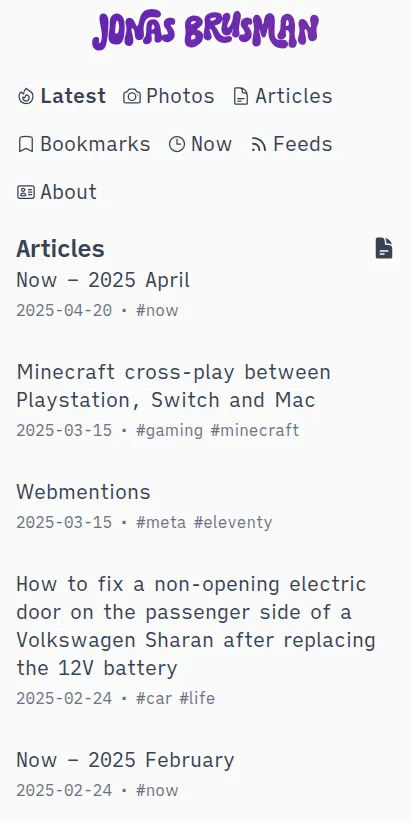 JONAS BRUSMAN
Latest Photos Articles
Bookmarks Now Feeds
About
Articles
Now – 2025 April
2025-04-20 • #now
Minecraft cross-play between
Playstation, Switch and Mac
2025-03-15 • #gaming #minecraft
Webmentions
2025-03-15 • #meta #eleventy
How to fix a non-opening electric
door on the passenger side of a
Volkswagen Sharan after replacing
the 12V battery
2025-02-24 • #car #life
Now – 2025 February
2025-02-24 • #now